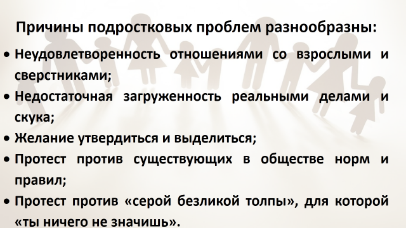 Причины подростковых проблем разнообразны:
• Неудовлетворенность отношениями со взрослыми и
сверстниками;
• Недостаточная загруженность реальными делами и
скука;
• Желание утвердиться и выделиться;
• Протест против существующих в обществе норм и
правил;
• Протест против «серой безликой толпы», для которой
«ты ничего не значишь».